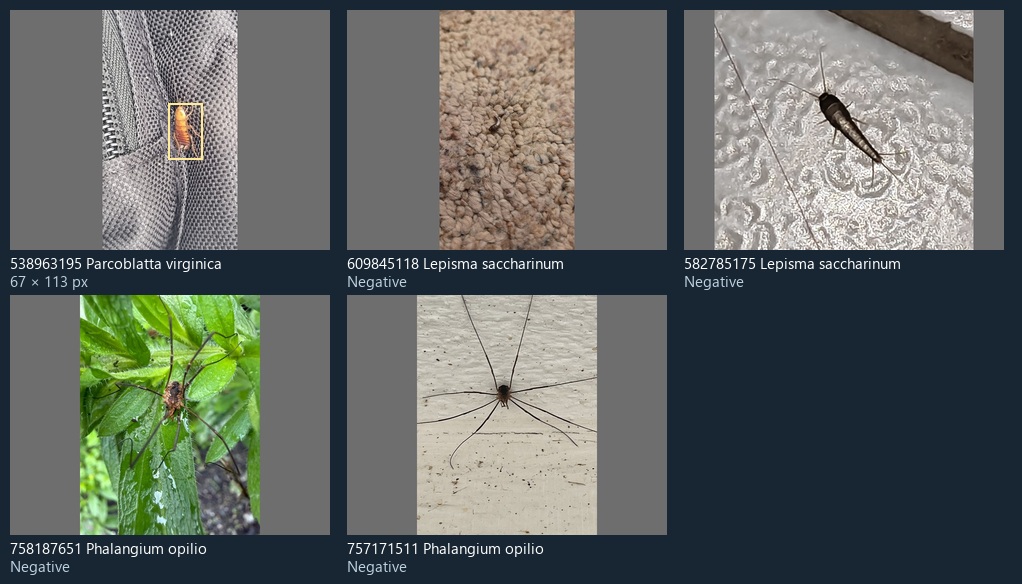 538963195 Parcoblatta virginica
67 × 113 px
609845118 Lepisma saccharinum
Negative
582785175 Lepisma saccharinum
Negative
758187651 Phalangium opilio
Negative
757171511 Phalangium opilio
Negative